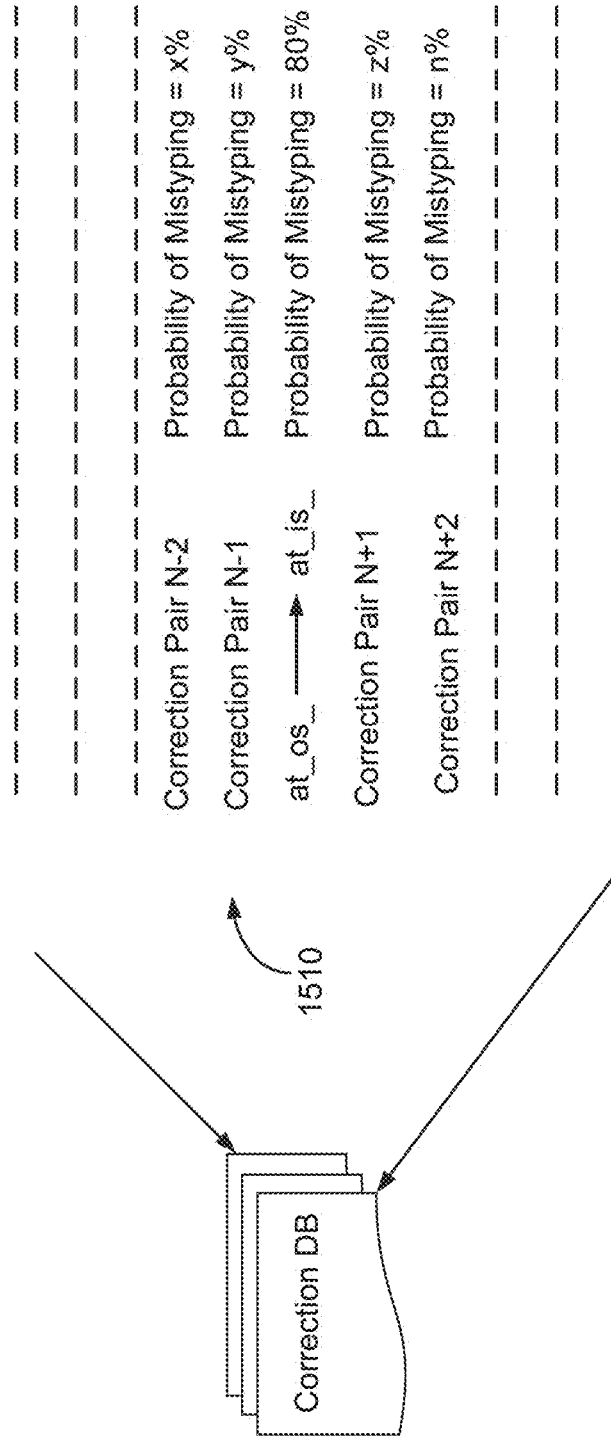 Correction DB
1510
Correction Pair N-2 Probability of Mistyping = x%
Correction Pair N-1 Probability of Mistyping = y%
at_os_ at_is_ Probability of Mistyping = 80%
Correction Pair N+1 Probability of Mistyping = z%
Correction Pair N+2 Probability of Mistyping = n%